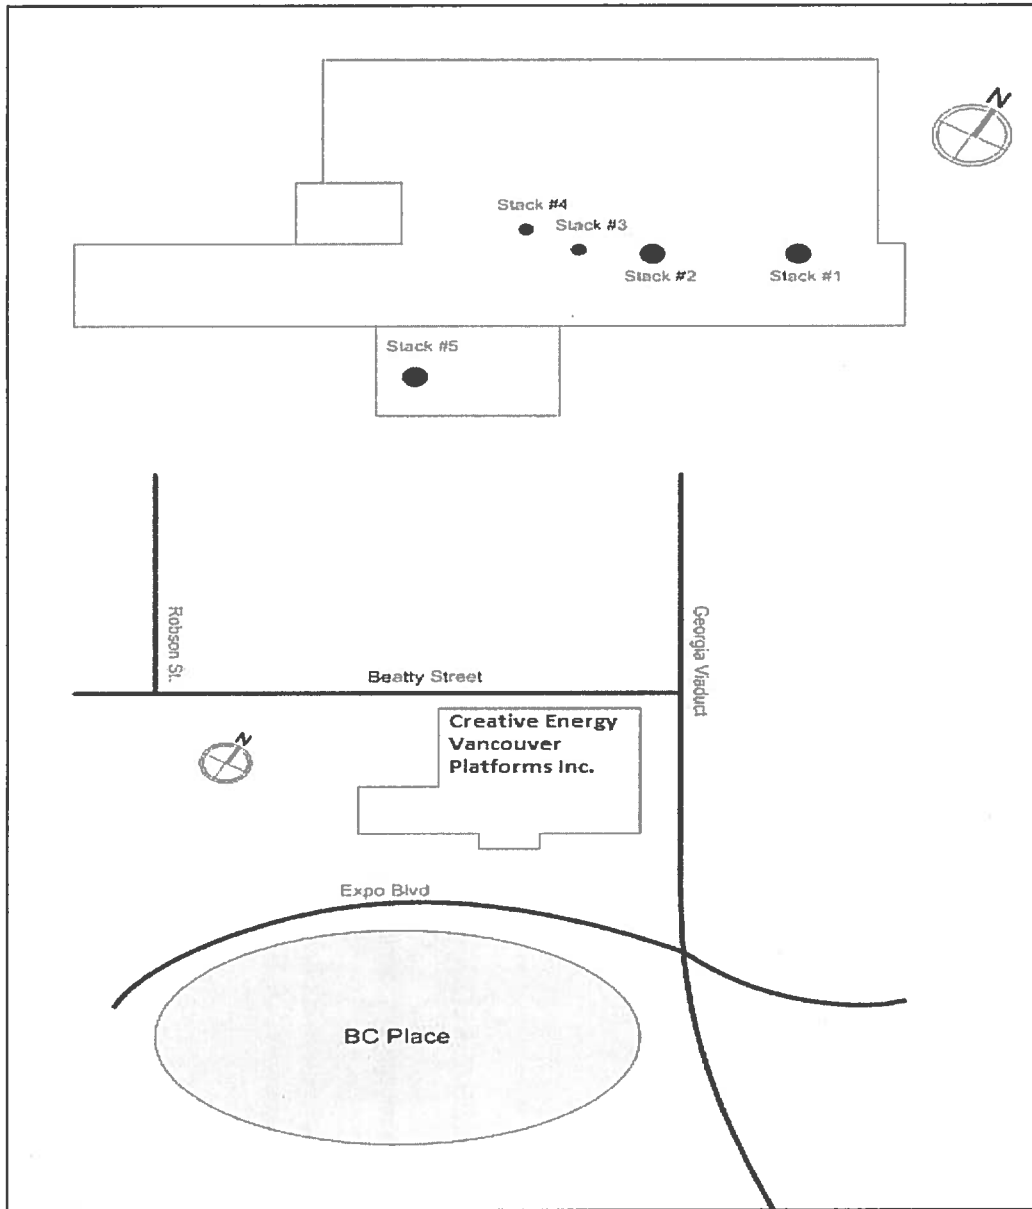 N
Stack #4
Stack #3
Stack #2
Stack #1
Stack #5
Robson St.
Georgia Viaduct
Beatty Street
N
Creative Energy
Vancouver
Platforms Inc.
Expo Blvd
BC Place